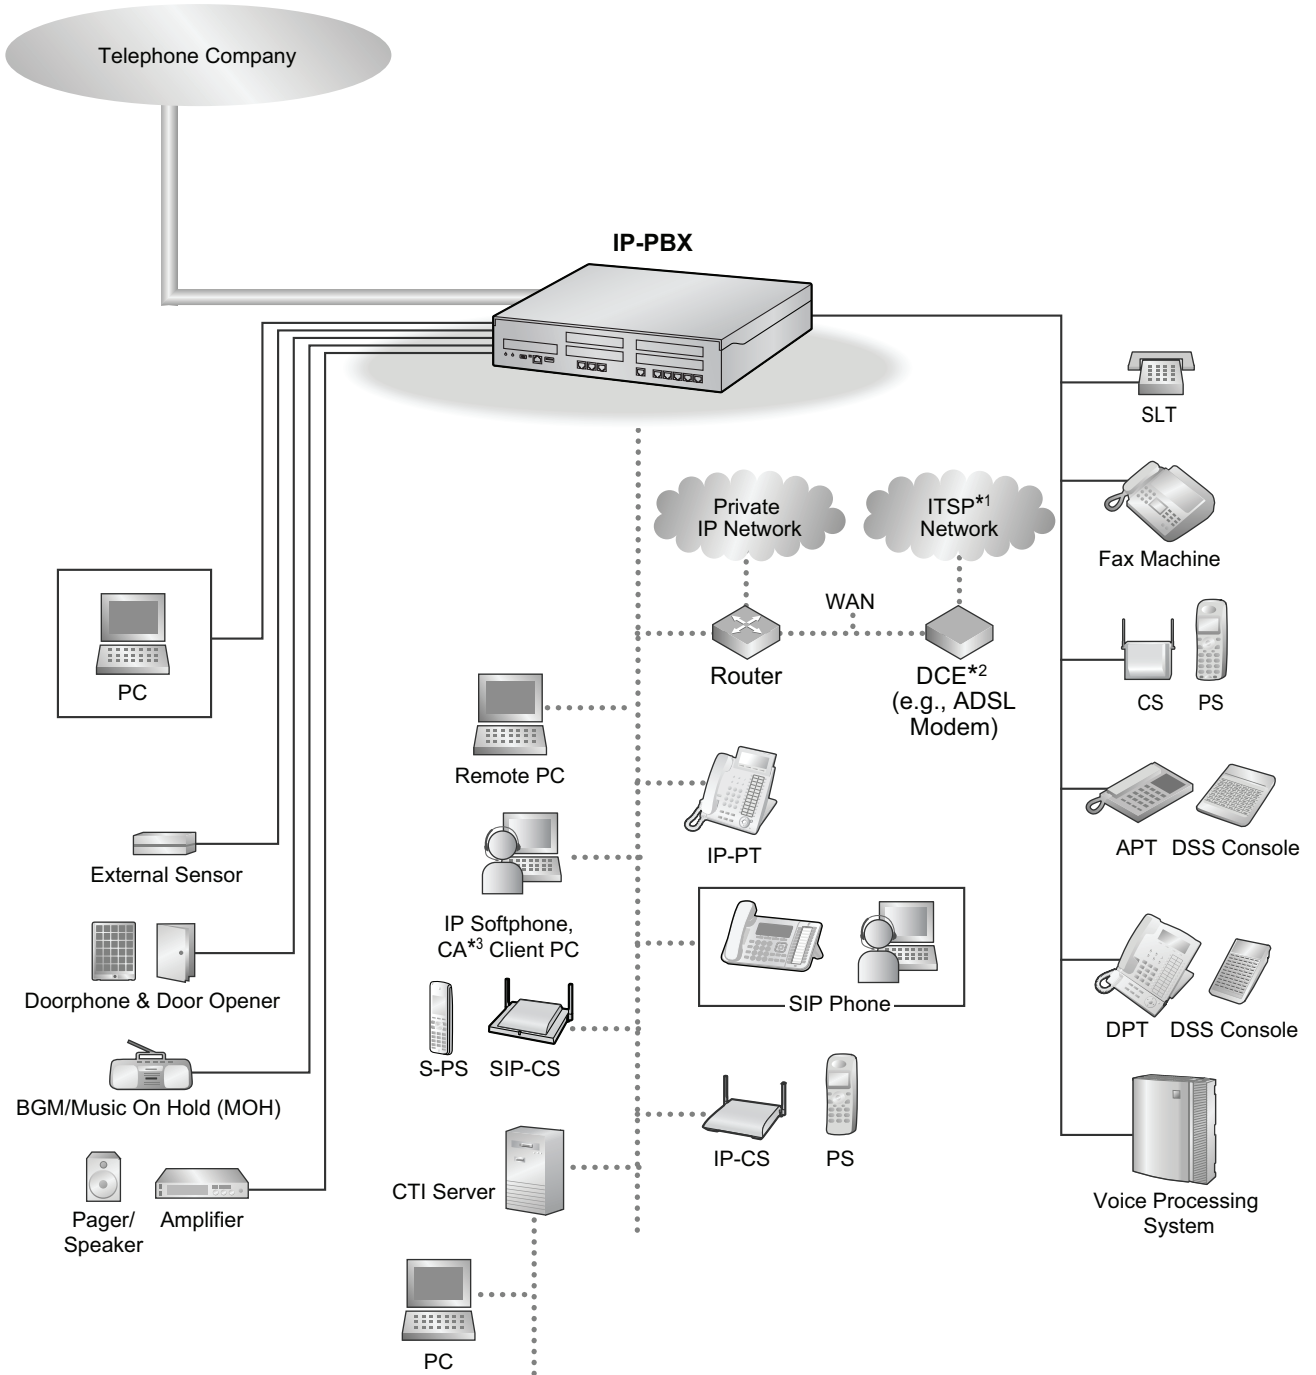 Telephone Company
IP-PBX
SLT
Private
IP Network
ITSP*1
Network
Fax Machine
WAN
PC
Router
DCE*2
(e.g., ADSL
Modem)
CS
PS
Remote PC
IP-PT
APT
DSS Console
External Sensor
IP Softphone,
CA*3 Client PC
Doorphone & Door Opener
SIP Phone
DPT
DSS Console
S-PS
SIP-CS
BGM/Music On Hold (MOH)
IP-CS
PS
CTI Server
Voice Processing
System
Pager/
Speaker
Amplifier
PC